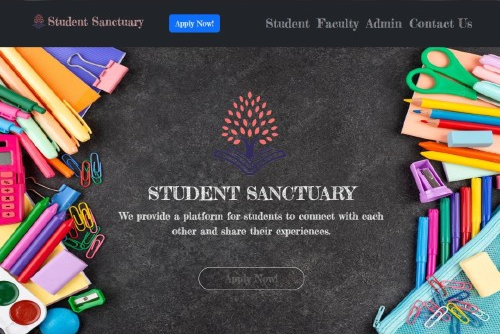 Student Sanctuary
Apply Now!
Student Faculty Admin Contact Us
STUDENT SANCTUARY
We provide a platform for students to connect with each
other and share their experiences.
Apply Now!